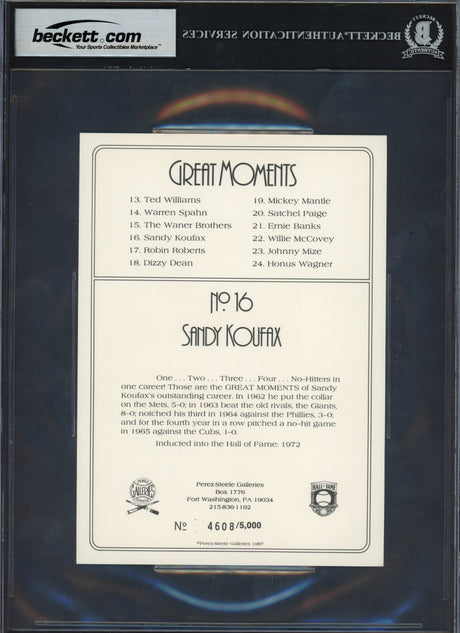 beckett.com
Your Sports Collectibles Marketplace™
BECKETT AUTHENTICATION SERVICES
GREAT MOMENTS
13. Ted Williams
14. Warren Spahn
15. The Waner Brothers
16. Sandy Koufax
17. Robin Roberts
18. Dizzy Dean
19. Mickey Mantle
20. Satchel Paige
21. Ernie Banks
22. Willie McCovey
23. Johnny Mize
24. Honus Wagner
Nº 16
SANDY KOUFAX
One . . . Two . . . Three . . . Four . . . No-Hitters in
one career! Those are the GREAT MOMENTS of Sandy
Koufax's outstanding career. In 1962 he put the collar
on the Mets, 5-0; in 1963 beat the old rivals, the Giants,
8-0; notched his third in 1964 against the Phillies, 3-0;
and for the fourth year in a row pitched a no-hit game
in 1965 against the Cubs, 1-0.
Inducted into the Hall of Fame: 1972
GALLERIES
HALL of FAME
Perez-Steele Galleries
Box 1776
Fort Washington, PA 19034
215-836-1192
Nº 4608/5,000
©Perez-Steele Galleries 1987